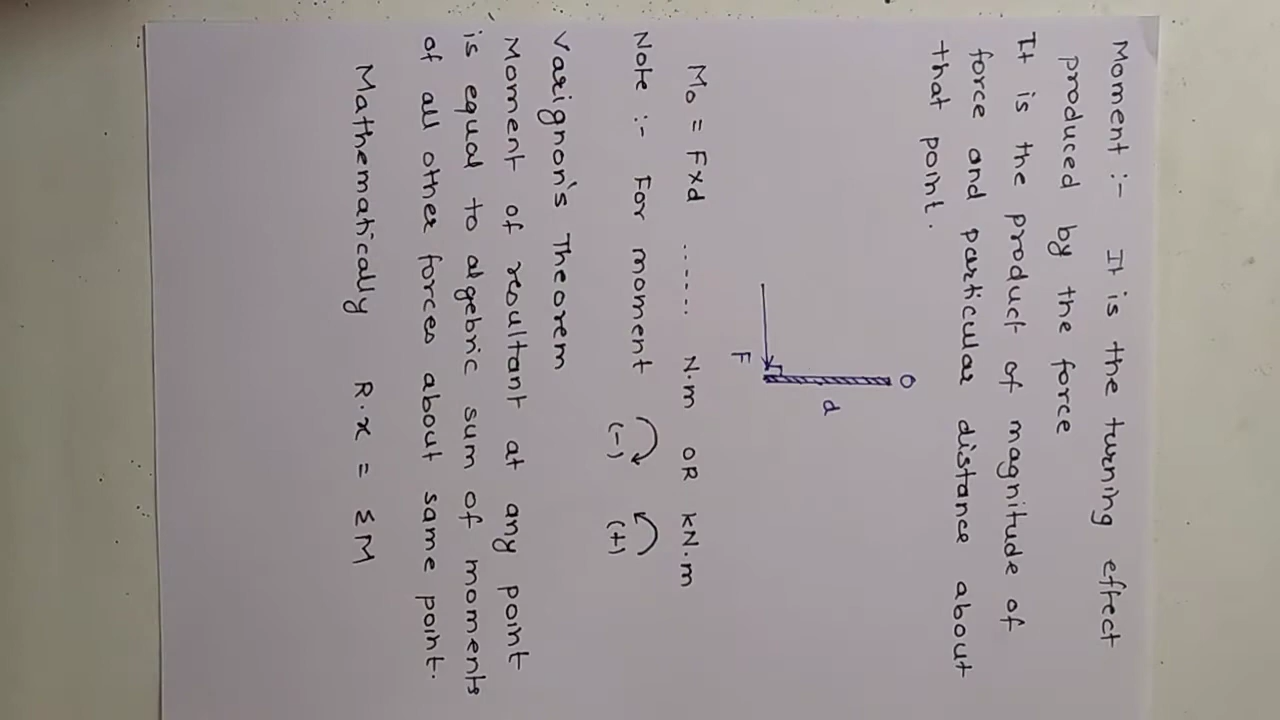 Moment :- It is the turning effect
produced by the force
It is the product of magnitude of
force and particular distance about
that point.
O
d
F
Mo = F×d ...... N.m OR kN.m
Note :- For moment (-) (+)
Varignon's Theorem
Moment of resultant at any point
is equal to algebric sum of moments
of all other forces about same point.
Mathematically R.x = ΣM